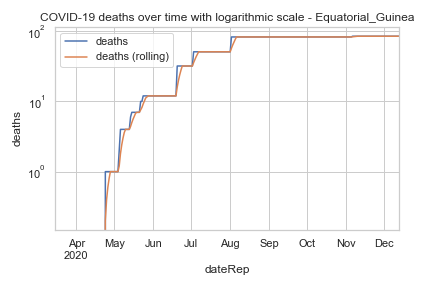 COVID-19 deaths over time with logarithmic scale - Equatorial_Guinea
deaths
deaths (rolling)
10²
10¹
10⁰
deaths
Apr May Jun Jul Aug Sep Oct Nov Dec
2020
dateRep